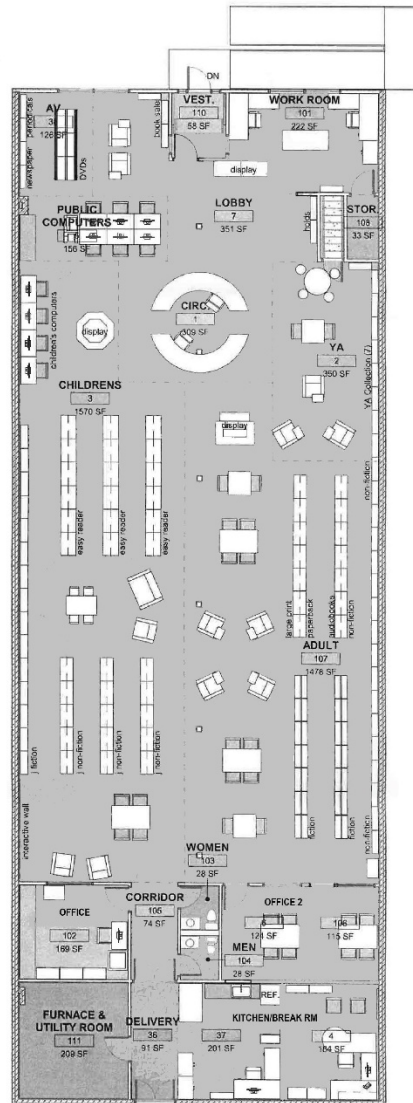 DN
AV
38
126 SF
periodicals
newspaper
DVDs
book sale
VEST.
110
58 SF
WORK ROOM
101
222 SF
display
LOBBY
7
351 SF
holds
STOR.
108
33 SF
PUBLIC
COMPUTERS
156 SF
children's computers
display
CIRC.
1
309 SF
YA
2
350 SF
YA Collection (7)
CHILDRENS
3
1570 SF
display
easy reader
easy reader
easy reader
non-fiction
large print
paperback
audiobooks
non-fiction
ADULT
107
1478 SF
j fiction
j non-fiction
j non-fiction
j non-fiction
fiction
fiction
non-fiction
interactive wall
WOMEN
103
28 SF
CORRIDOR
105
74 SF
OFFICE
102
169 SF
OFFICE 2
6
124 SF
106
115 SF
MEN
104
28 SF
REF.
FURNACE &
UTILITY ROOM
111
209 SF
DELIVERY
36
91 SF
KITCHEN/BREAK RM
37
201 SF
4
164 SF